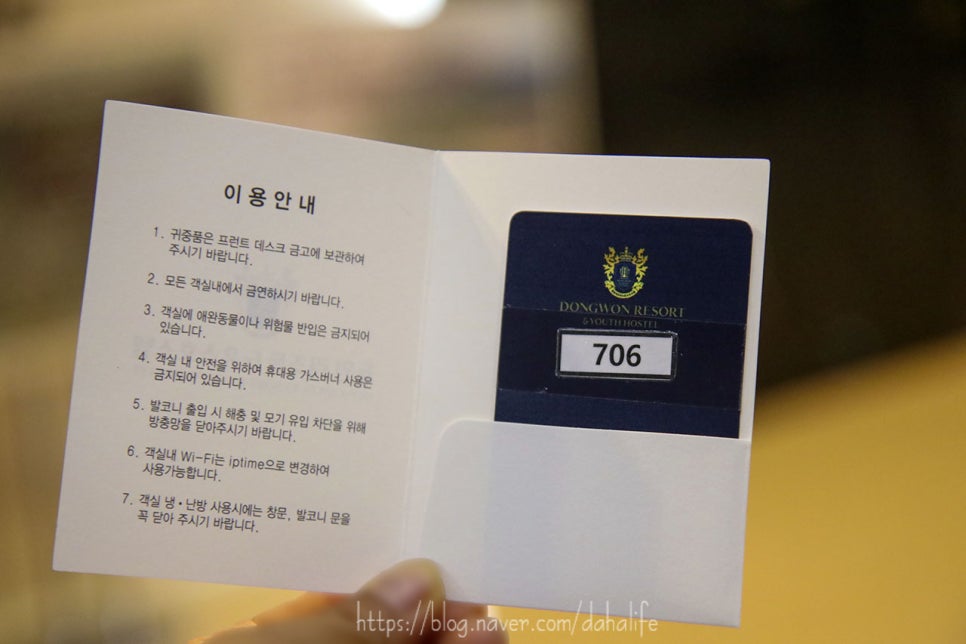 이용안내
1. 귀중품은 프런트 데스크 금고에 보관하여
주시기 바랍니다.
2. 모든 객실내에서 금연하시기 바랍니다.
3. 객실에 애완동물이나 위험물 반입은 금지되어
있습니다.
4. 객실 내 안전을 위하여 휴대용 가스버너 사용은
금지되어 있습니다.
5. 발코니 출입 시 해충 및 모기 유입 차단을 위해
방충망을 닫아주시기 바랍니다.
6. 객실내 Wi-Fi는 iptime으로 변경하여
사용가능합니다.
7. 객실 냉·난방 사용시에는 창문, 발코니 문을
꼭 닫아 주시기 바랍니다.
DONGWON RESORT
& YOUTH HOSTEL
706
https://blog.naver.com/dahalife